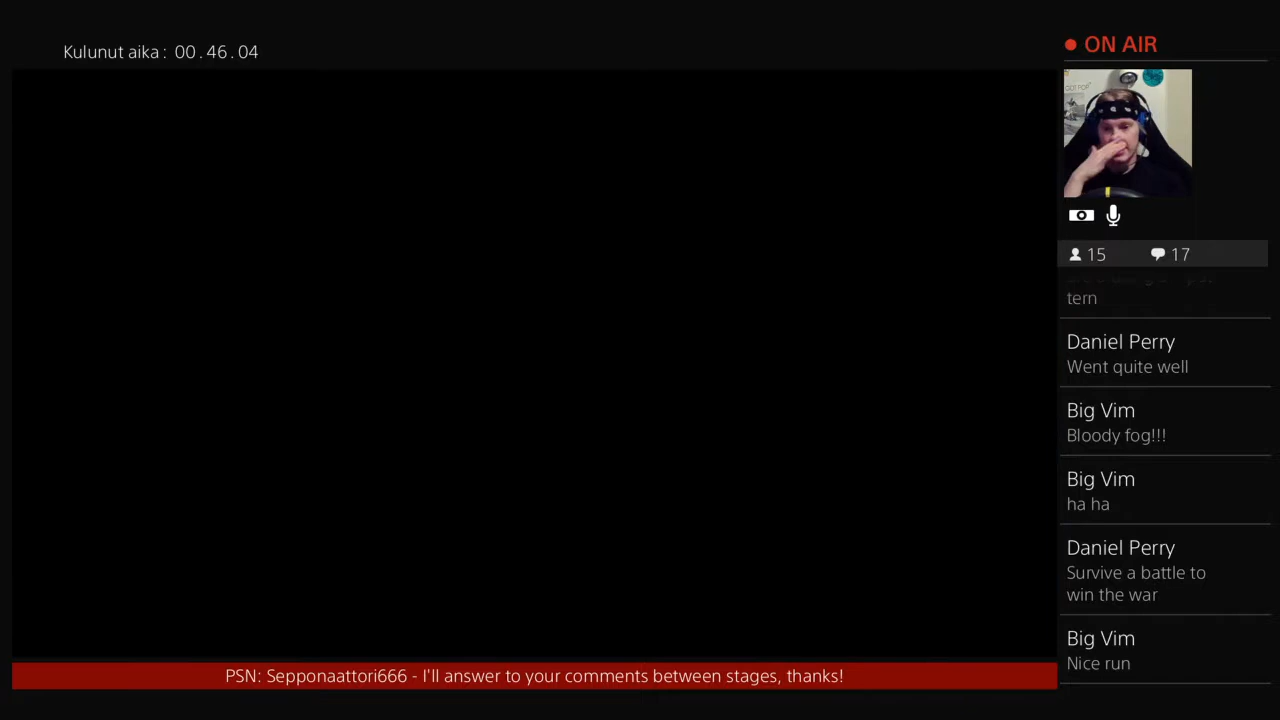 Kulunut aika : 00 . 46 . 04
ON AIR
15 17
tern
Daniel Perry
Went quite well
Big Vim
Bloody fog!!!
Big Vim
ha ha
Daniel Perry
Survive a battle to
win the war
Big Vim
Nice run
PSN: Sepponaattori666 - I'll answer to your comments between stages, thanks!